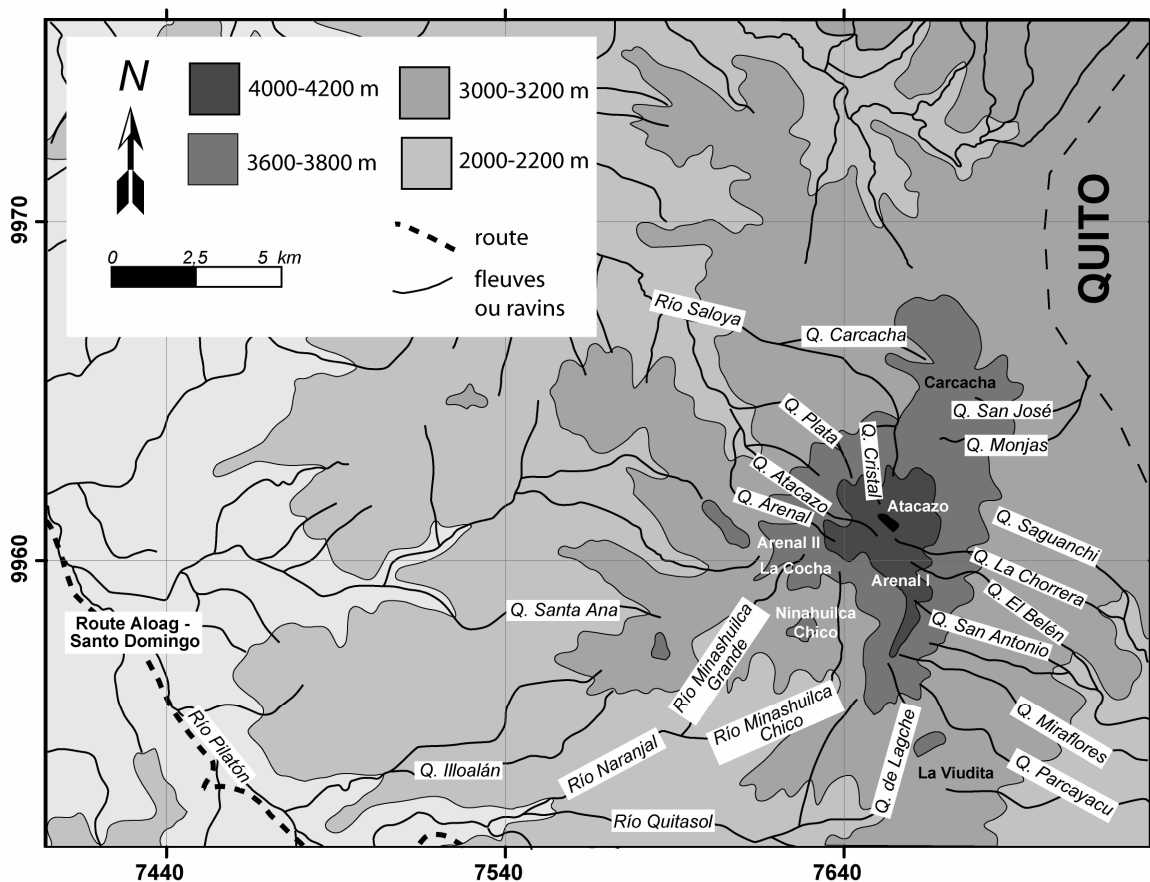 N
4000-4200 m
3000-3200 m
3600-3800 m
2000-2200 m
route
fleuves
ou ravins
0 2,5 5 km
9970
9960
QUITO
Río Saloya
Q. Carcacha
Carcacha
Q. San José
Q. Monjas
Q. Plata
Q. Cristal
Q. Atacazo
Q. Arenal
Atacazo
Q. Saguanchi
Arenal II
La Cocha
Arenal I
Q. La Chorrera
Q. El Belén
Q. San Antonio
Q. Santa Ana
Ninahuilca
Chico
Route Aloag -
Santo Domingo
Río Minashuilca
Grande
Río Minashuilca
Chico
Río Pilatón
Q. Illoalán
Río Naranjal
Q. de Lagche
La Viudita
Q. Miraflores
Q. Parcayacu
Río Quitasol
7440
7540
7640